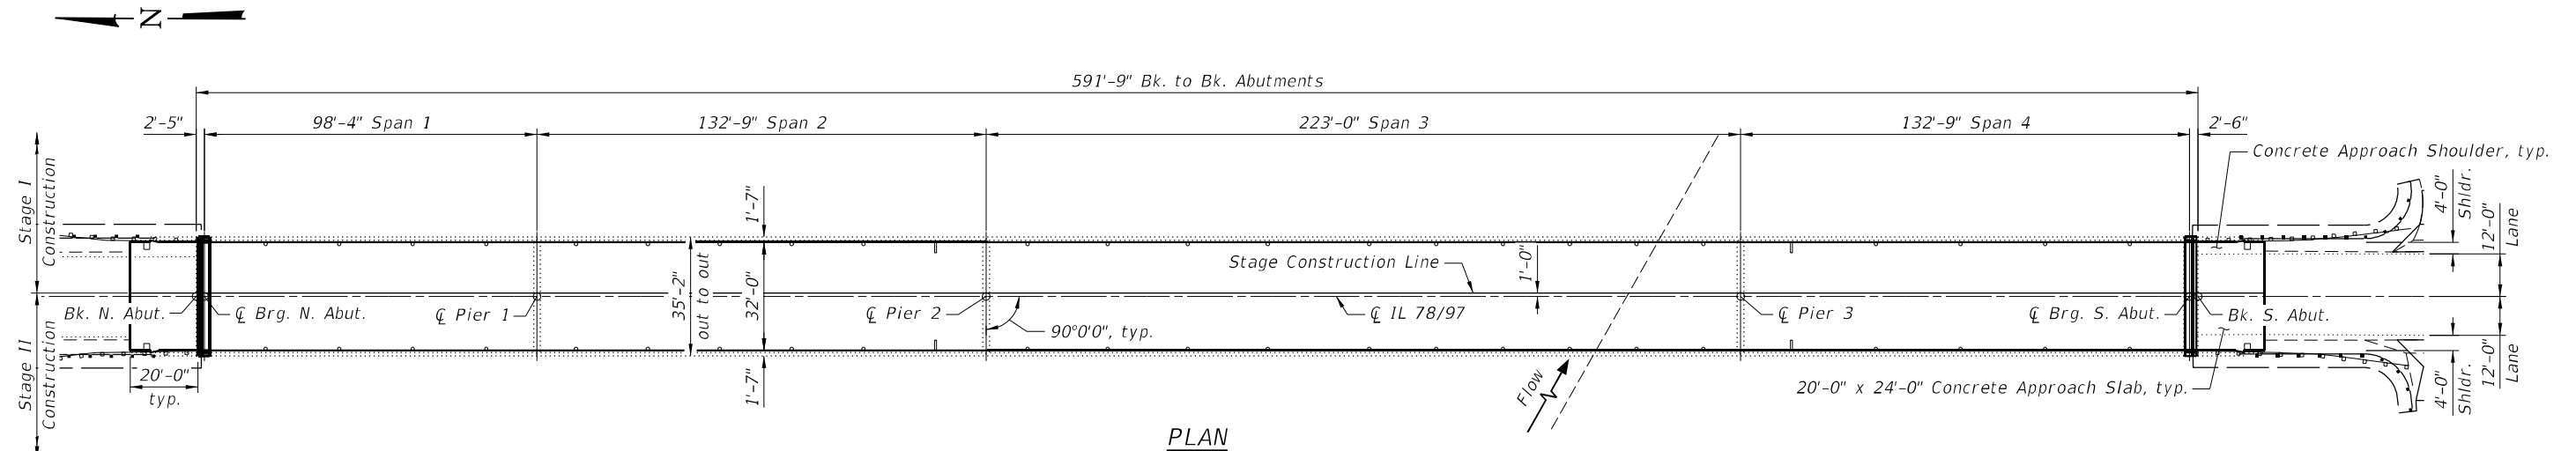 N
591'-9" Bk. to Bk. Abutments
2'-5"
98'-4" Span 1
132'-9" Span 2
223'-0" Span 3
132'-9" Span 4
2'-6"
Concrete Approach Shoulder, typ.
Stage I
Construction
1'-7"
4'-0"
Shldr.
12'-0"
Lane
Stage Construction Line
1'-0"
35'-2"
out to out
32'-0"
Bk. N. Abut.
℄ Brg. N. Abut.
℄ Pier 1
℄ Pier 2
℄ IL 78/97
℄ Pier 3
℄ Brg. S. Abut.
Bk. S. Abut.
90°0'0", typ.
Stage II
Construction
20'-0"
typ.
1'-7"
Flow
20'-0" x 24'-0" Concrete Approach Slab, typ.
4'-0"
Shldr.
12'-0"
Lane
PLAN